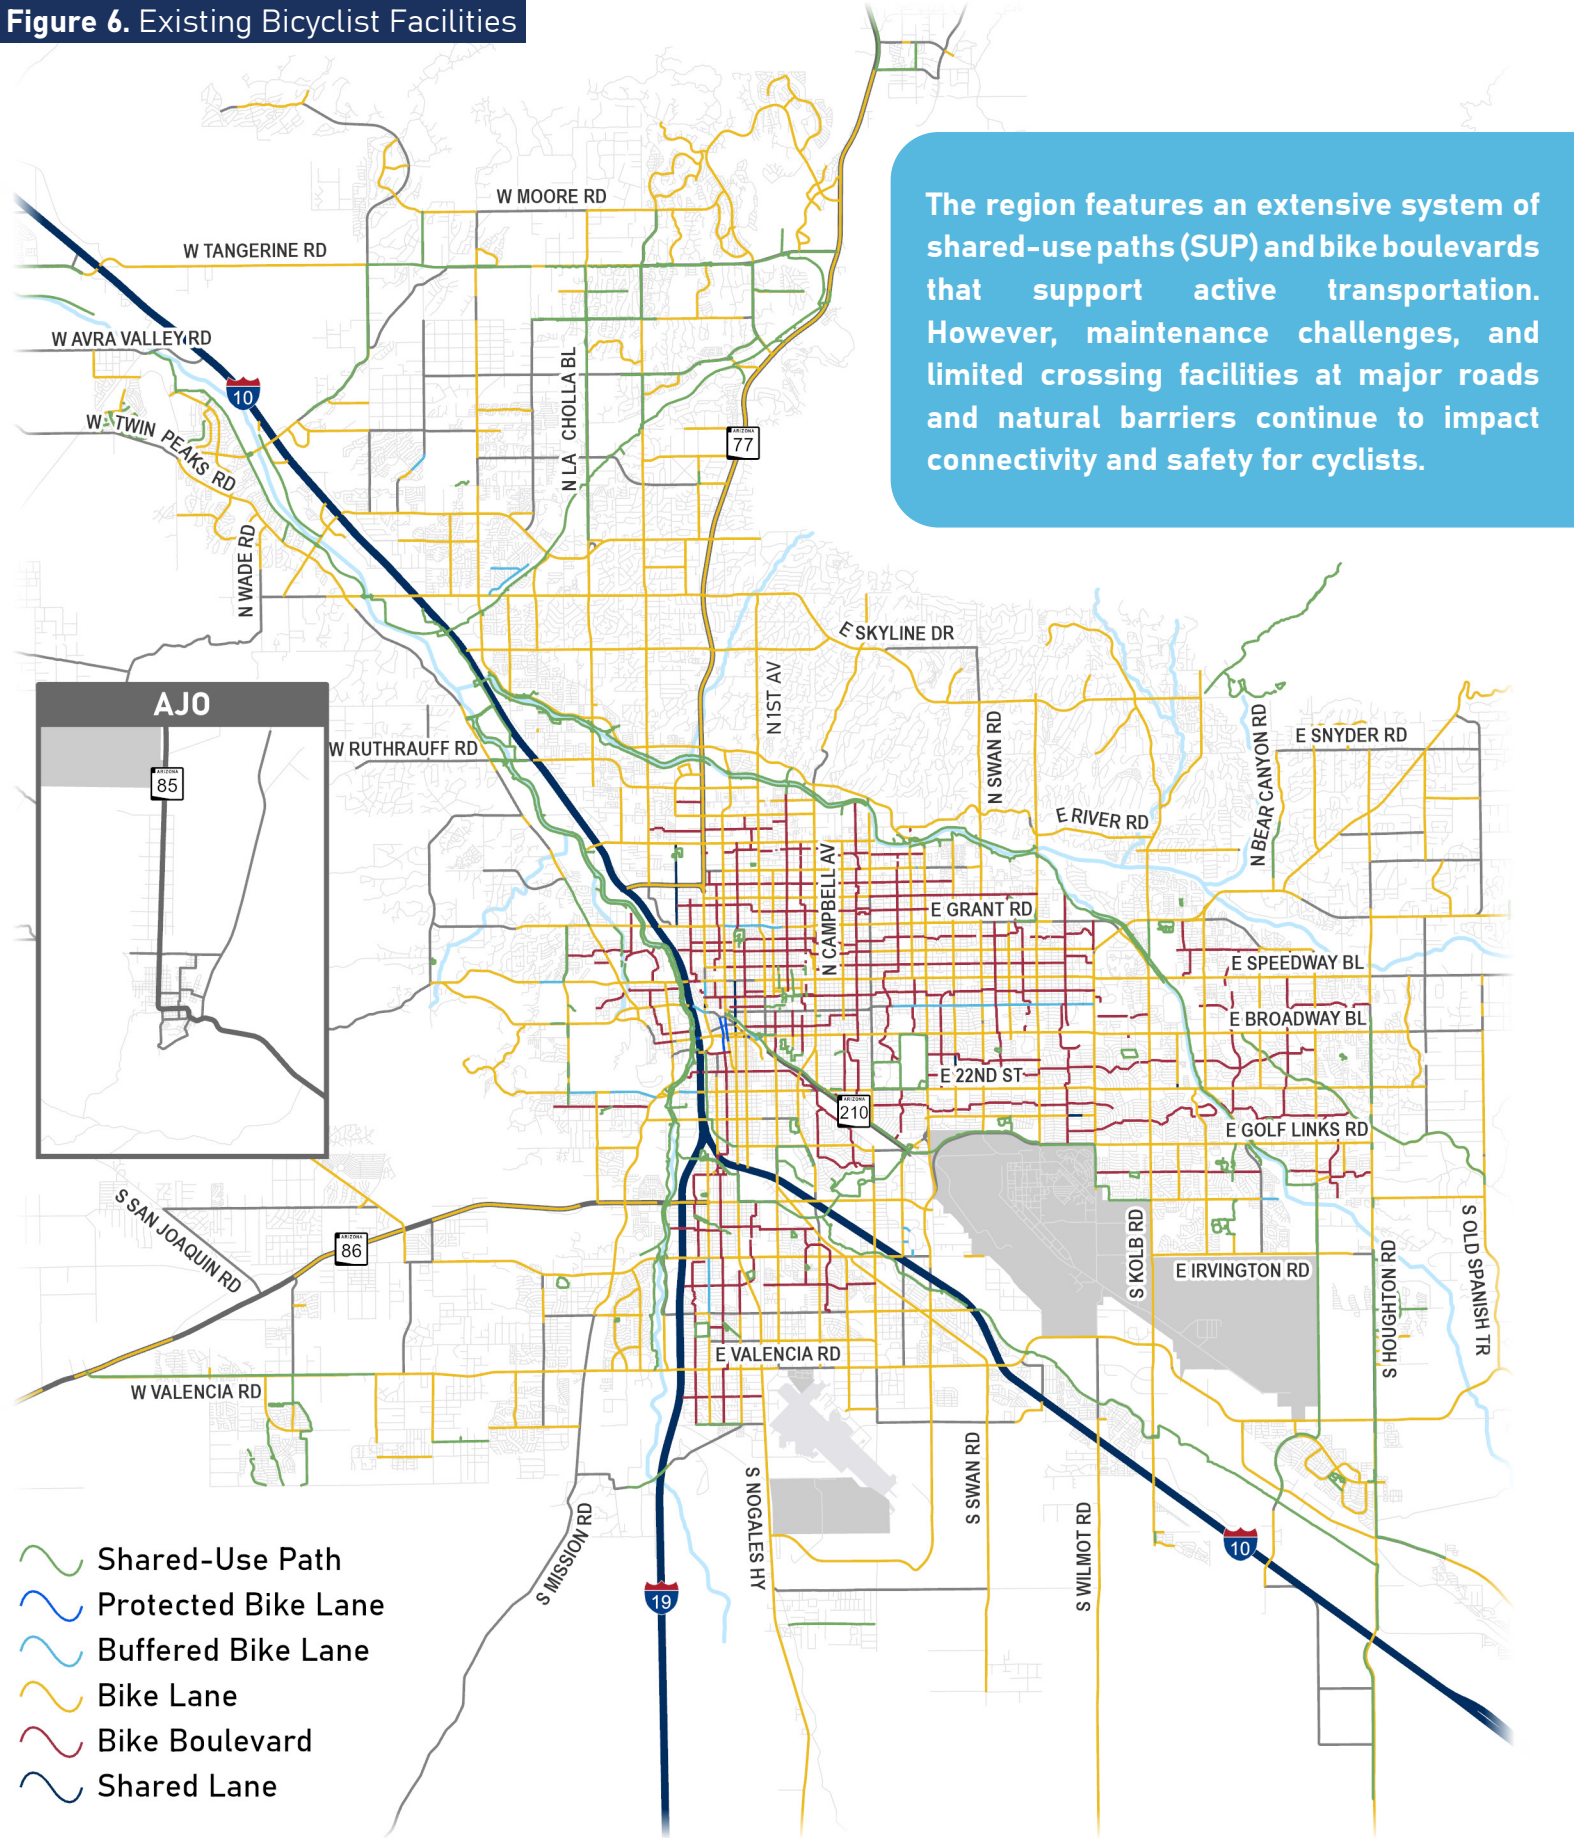 Figure 6. Existing Bicyclist Facilities
The region features an extensive system of
shared-use paths (SUP) and bike boulevards
that support active transportation.
However, maintenance challenges, and
limited crossing facilities at major roads
and natural barriers continue to impact
connectivity and safety for cyclists.
W MOORE RD
W TANGERINE RD
W AVRA VALLEY RD
10
N LA CHOLLA BL
W TWIN PEAKS RD
ARIZONA
77
N WADE RD
E SKYLINE DR
N 1ST AV
AJO
ARIZONA
85
W RUTHRAUFF RD
N SWAN RD
N BEAR CANYON RD
E SNYDER RD
E RIVER RD
N CAMPBELL AV
E GRANT RD
E SPEEDWAY BL
E BROADWAY BL
E 22ND ST
ARIZONA
210
E GOLF LINKS RD
S SAN JOAQUIN RD
ARIZONA
86
S KOLB RD
E IRVINGTON RD
S HOUGHTON RD
S OLD SPANISH TR
E VALENCIA RD
W VALENCIA RD
S MISSION RD
S NOGALES HY
S SWAN RD
S WILMOT RD
10
19
Shared-Use Path
Protected Bike Lane
Buffered Bike Lane
Bike Lane
Bike Boulevard
Shared Lane